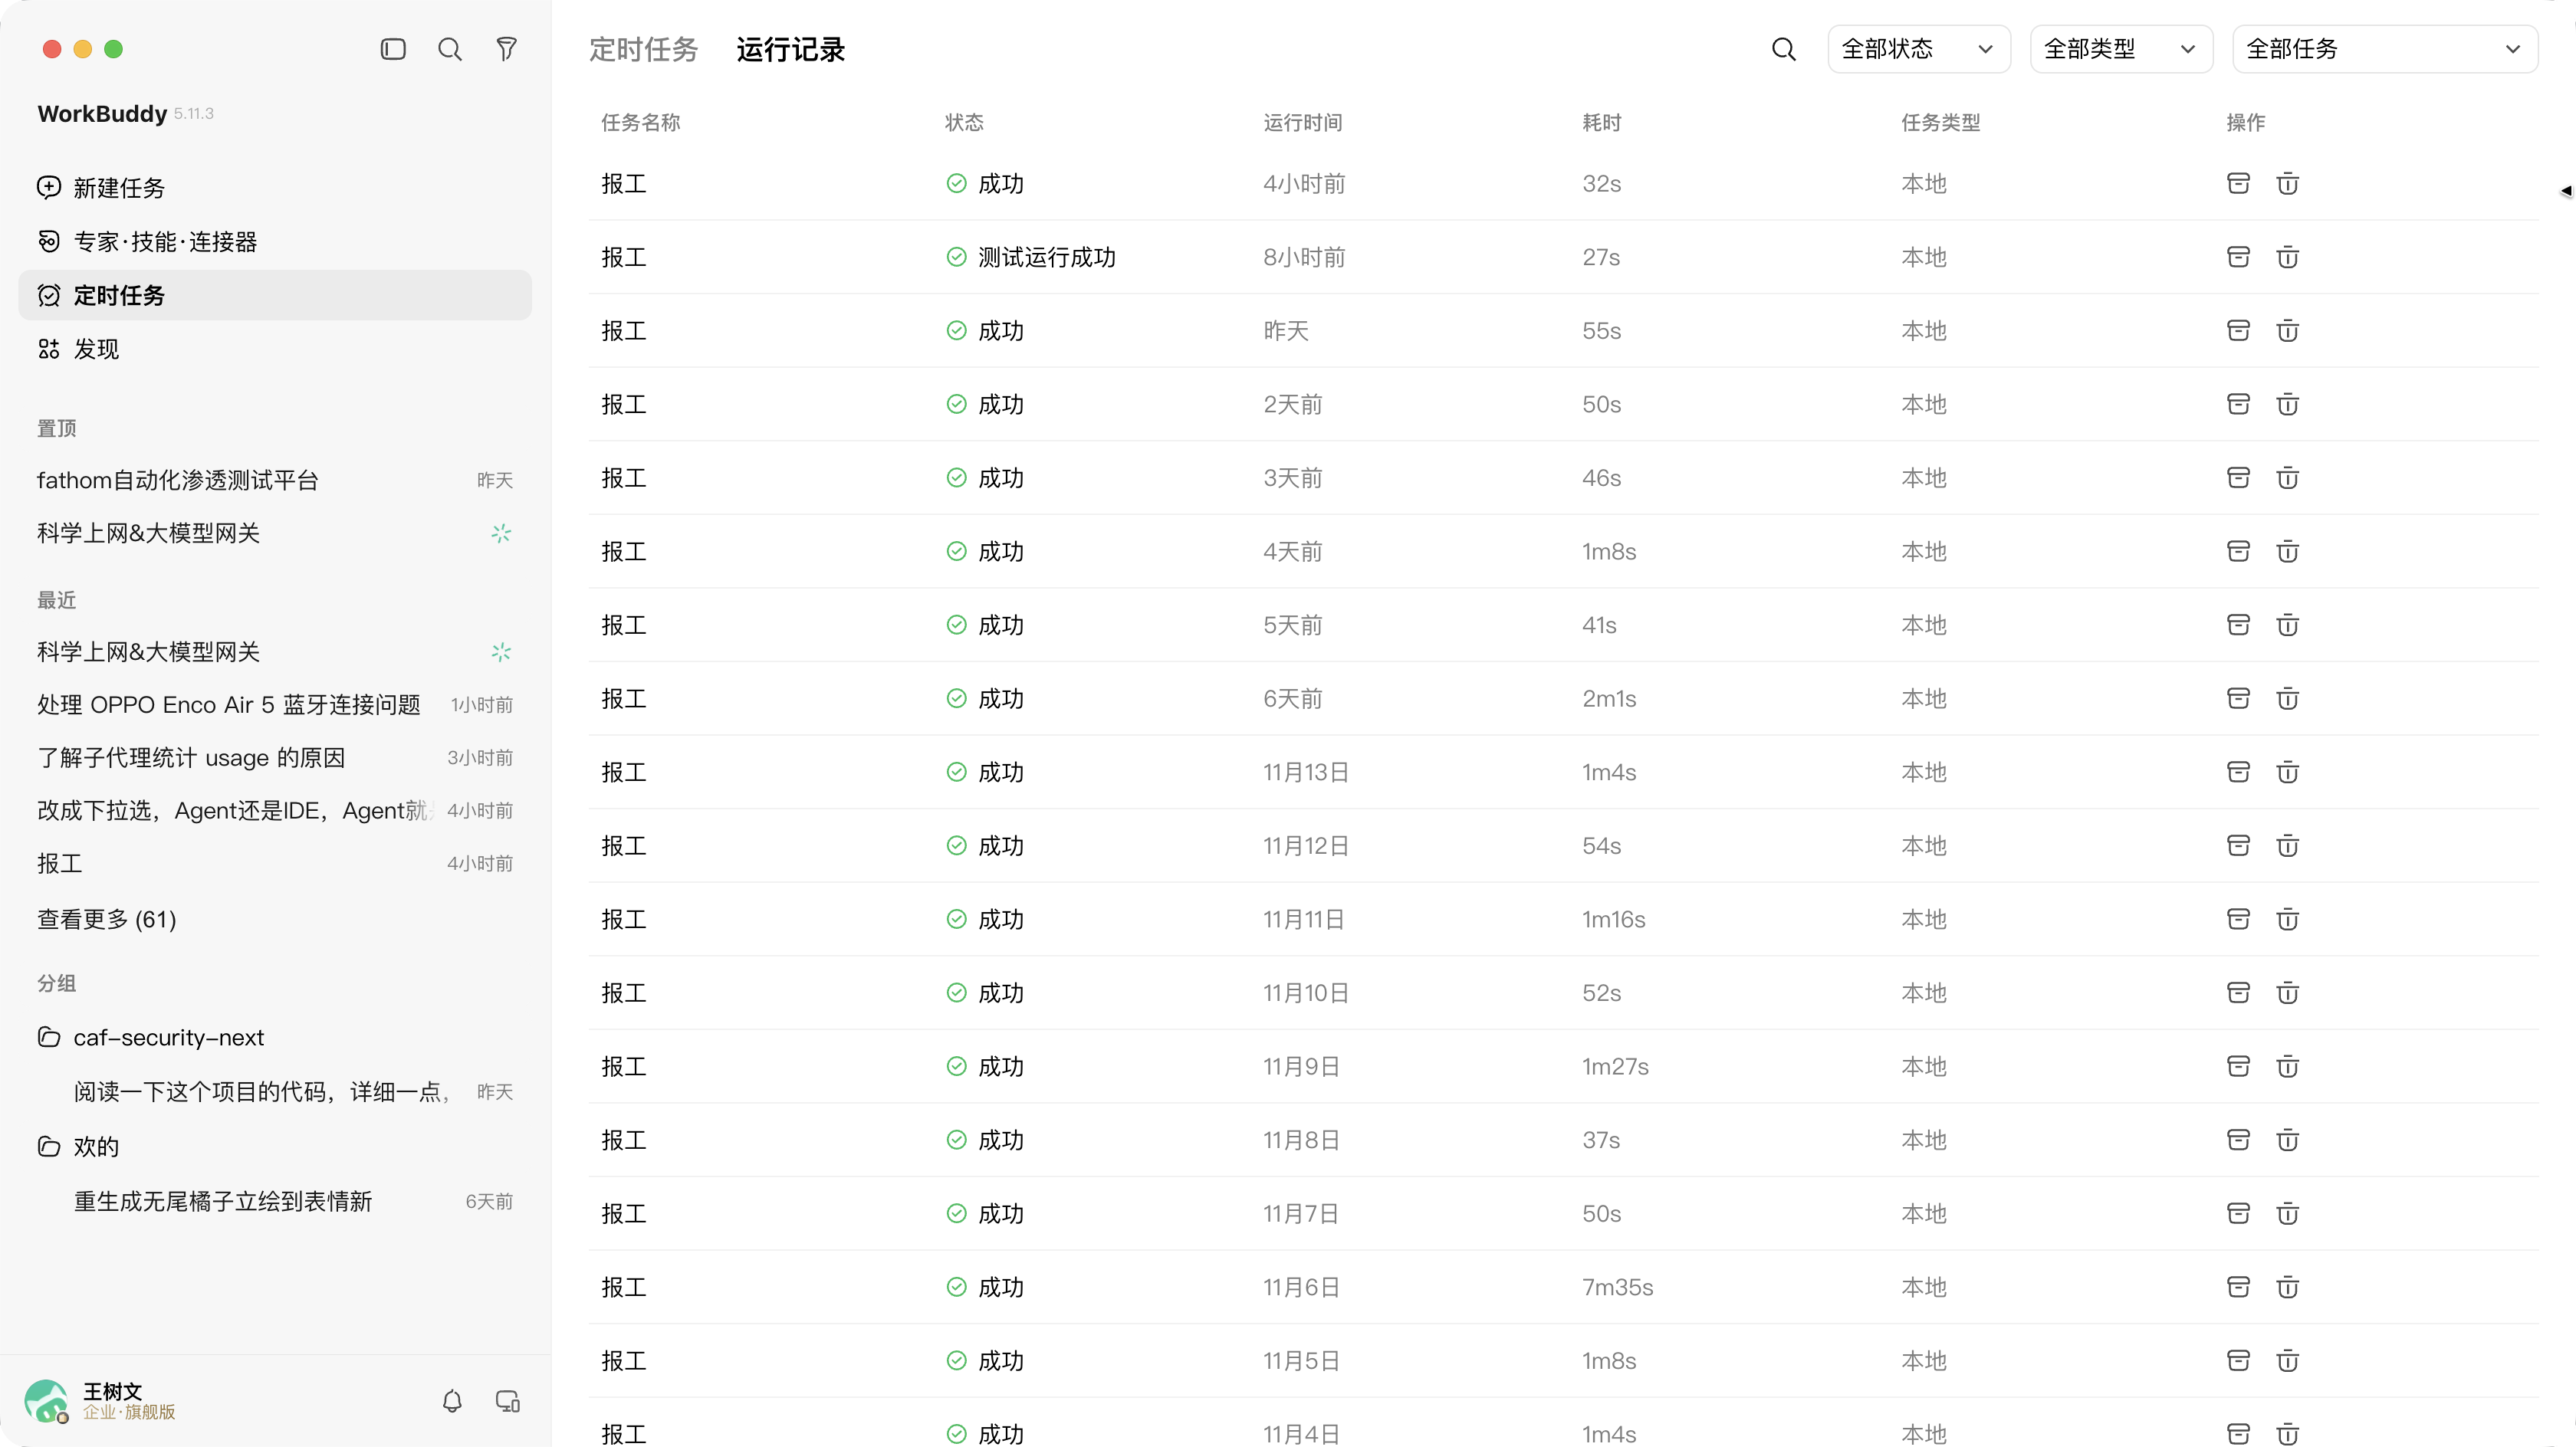 WorkBuddy 5.11.3
新建任务
专家·技能·连接器
定时任务
发现
置顶
fathom自动化渗透测试平台 昨天
科学上网&大模型网关
最近
科学上网&大模型网关
处理 OPPO Enco Air 5 蓝牙连接问题 1小时前
了解子代理统计 usage 的原因 3小时前
改成下拉选，Agent还是IDE，Agent就 4小时前
报工 4小时前
查看更多 (61)
分组
caf-security-next
阅读一下这个项目的代码，详细一点， 昨天
欢的
重生成无尾橘子立绘到表情新 6天前
王树文
企业·旗舰版
定时任务 运行记录 全部状态 全部类型 全部任务
任务名称 状态 运行时间 耗时 任务类型 操作
报工 成功 4小时前 32s 本地
报工 测试运行成功 8小时前 27s 本地
报工 成功 昨天 55s 本地
报工 成功 2天前 50s 本地
报工 成功 3天前 46s 本地
报工 成功 4天前 1m8s 本地
报工 成功 5天前 41s 本地
报工 成功 6天前 2m1s 本地
报工 成功 11月13日 1m4s 本地
报工 成功 11月12日 54s 本地
报工 成功 11月11日 1m16s 本地
报工 成功 11月10日 52s 本地
报工 成功 11月9日 1m27s 本地
报工 成功 11月8日 37s 本地
报工 成功 11月7日 50s 本地
报工 成功 11月6日 7m35s 本地
报工 成功 11月5日 1m8s 本地
报工 成功 11月4日 1m4s 本地